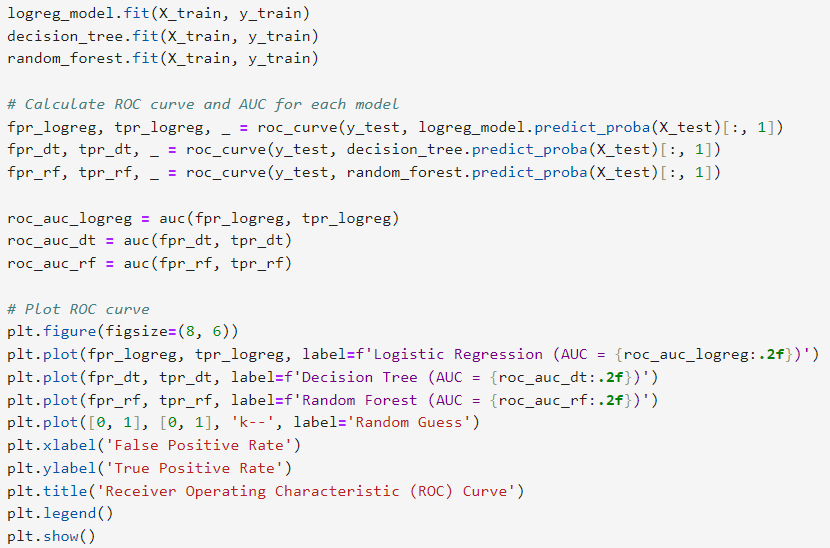 logreg_model.fit(X_train, y_train)
decision_tree.fit(X_train, y_train)
random_forest.fit(X_train, y_train)
# Calculate ROC curve and AUC for each model
fpr_logreg, tpr_logreg, _ = roc_curve(y_test, logreg_model.predict_proba(X_test)[:, 1])
fpr_dt, tpr_dt, _ = roc_curve(y_test, decision_tree.predict_proba(X_test)[:, 1])
fpr_rf, tpr_rf, _ = roc_curve(y_test, random_forest.predict_proba(X_test)[:, 1])
roc_auc_logreg = auc(fpr_logreg, tpr_logreg)
roc_auc_dt = auc(fpr_dt, tpr_dt)
roc_auc_rf = auc(fpr_rf, tpr_rf)
# Plot ROC curve
plt.figure(figsize=(8, 6))
plt.plot(fpr_logreg, tpr_logreg, label=f'Logistic Regression (AUC = {roc_auc_logreg:.2f})')
plt.plot(fpr_dt, tpr_dt, label=f'Decision Tree (AUC = {roc_auc_dt:.2f})')
plt.plot(fpr_rf, tpr_rf, label=f'Random Forest (AUC = {roc_auc_rf:.2f})')
plt.plot([0, 1], [0, 1], 'k--', label='Random Guess')
plt.xlabel('False Positive Rate')
plt.ylabel('True Positive Rate')
plt.title('Receiver Operating Characteristic (ROC) Curve')
plt.legend()
plt.show()